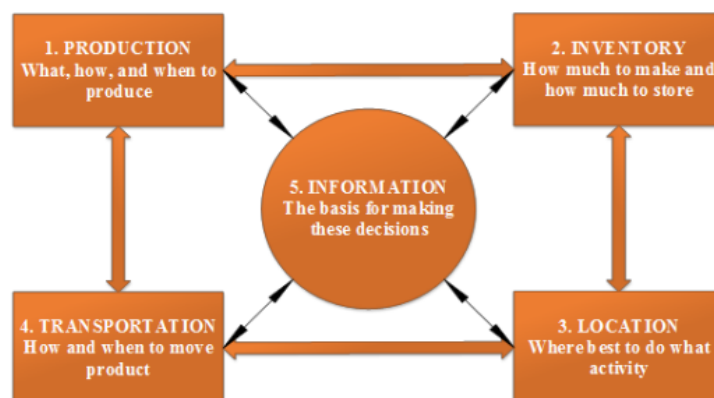 1. PRODUCTION
What, how, and when to
produce
2. INVENTORY
How much to make and
how much to store
5. INFORMATION
The basis for making
these decisions
4. TRANSPORTATION
How and when to move
product
3. LOCATION
Where best to do what
activity